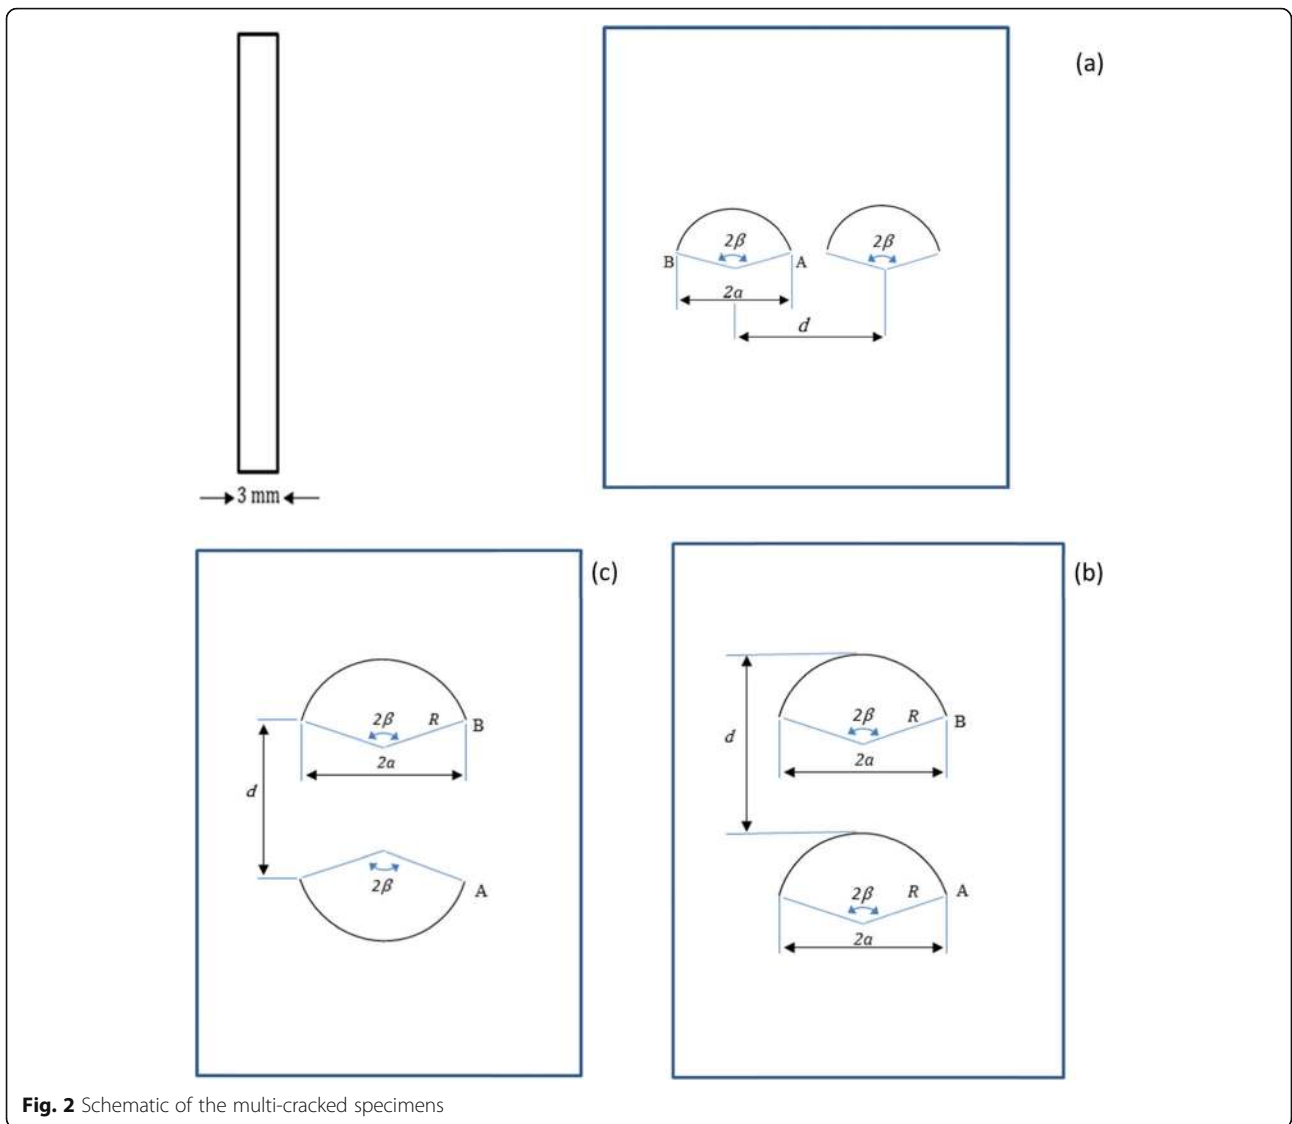 (a)
2β
2β
B
A
2a
d
3 mm
(c)
2β
R
B
2a
d
2β
A
(b)
2β
R
B
d
2a
2β
R
A
2a
Fig. 2 Schematic of the multi-cracked specimens